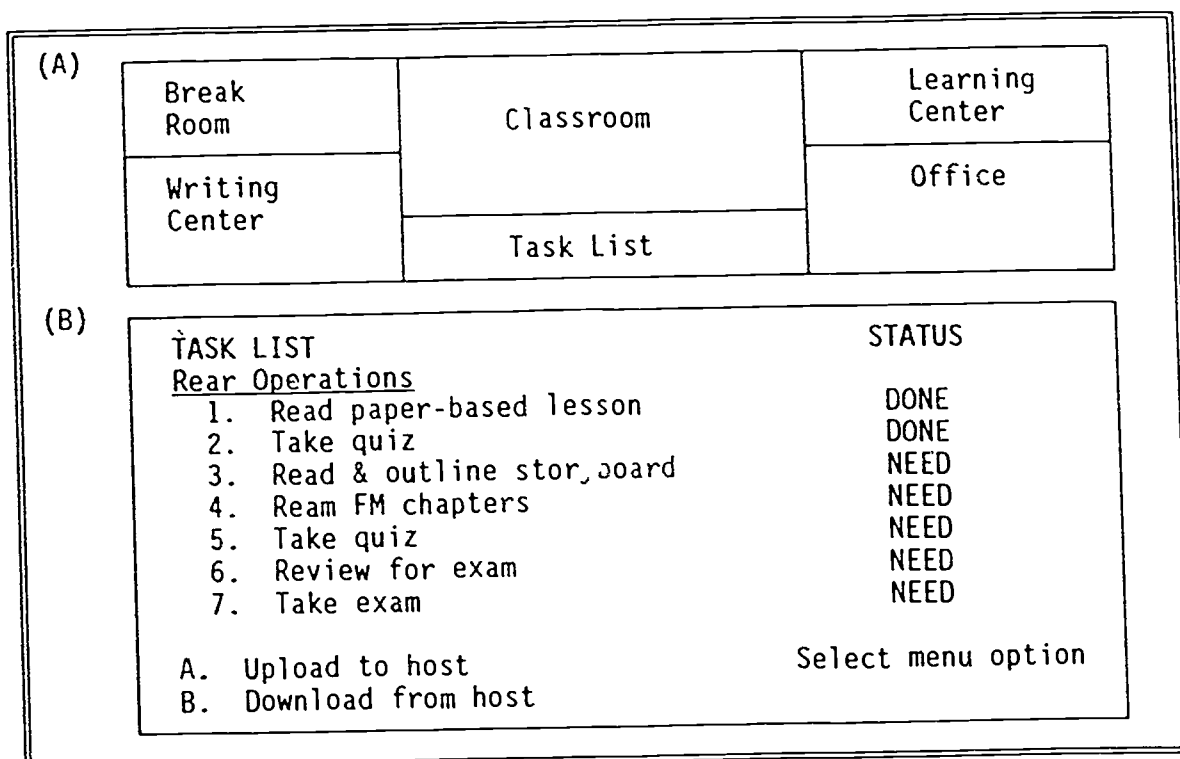 (A)
Break
Room
Classroom
Learning
Center
Writing
Center
Office
Task List
(B)
TASK LIST STATUS
Rear Operations
1. Read paper-based lesson DONE
2. Take quiz DONE
3. Read & outline storyboard NEED
4. Ream FM chapters NEED
5. Take quiz NEED
6. Review for exam NEED
7. Take exam NEED
A. Upload to host Select menu option
B. Download from host